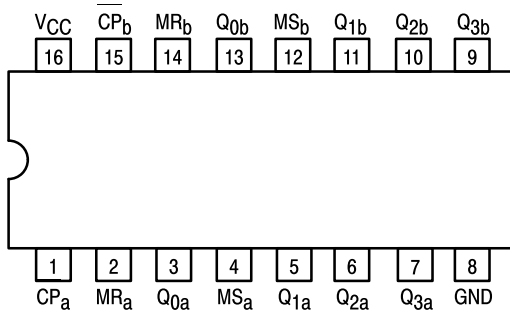 VCC CPb MRb Q0b MSb Q1b Q2b Q3b
16 15 14 13 12 11 10 9
1 2 3 4 5 6 7 8
CPa MRa Q0a MSa Q1a Q2a Q3a GND